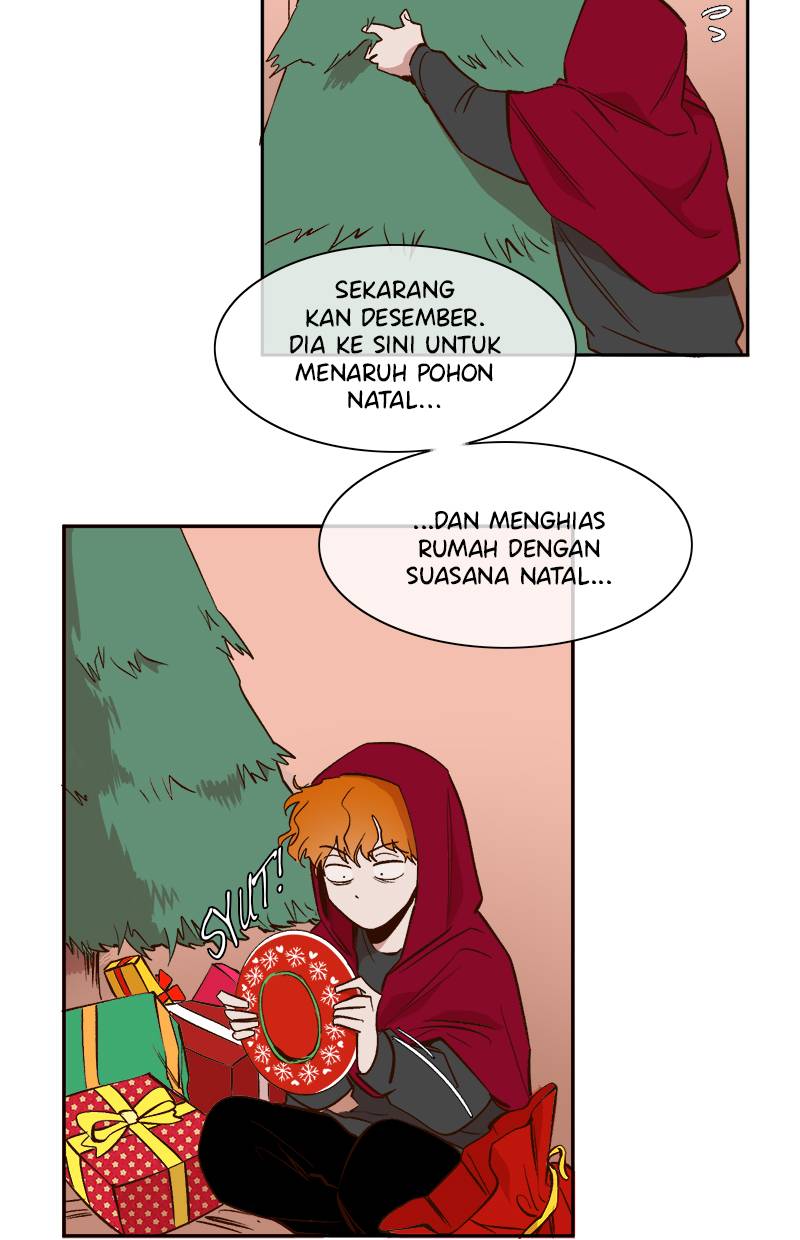 SEKARANG
KAN DESEMBER.
DIA KE SINI UNTUK
MENARUH POHON
NATAL...
...DAN MENGHIAS
RUMAH DENGAN
SUASANA NATAL...
SYUT!